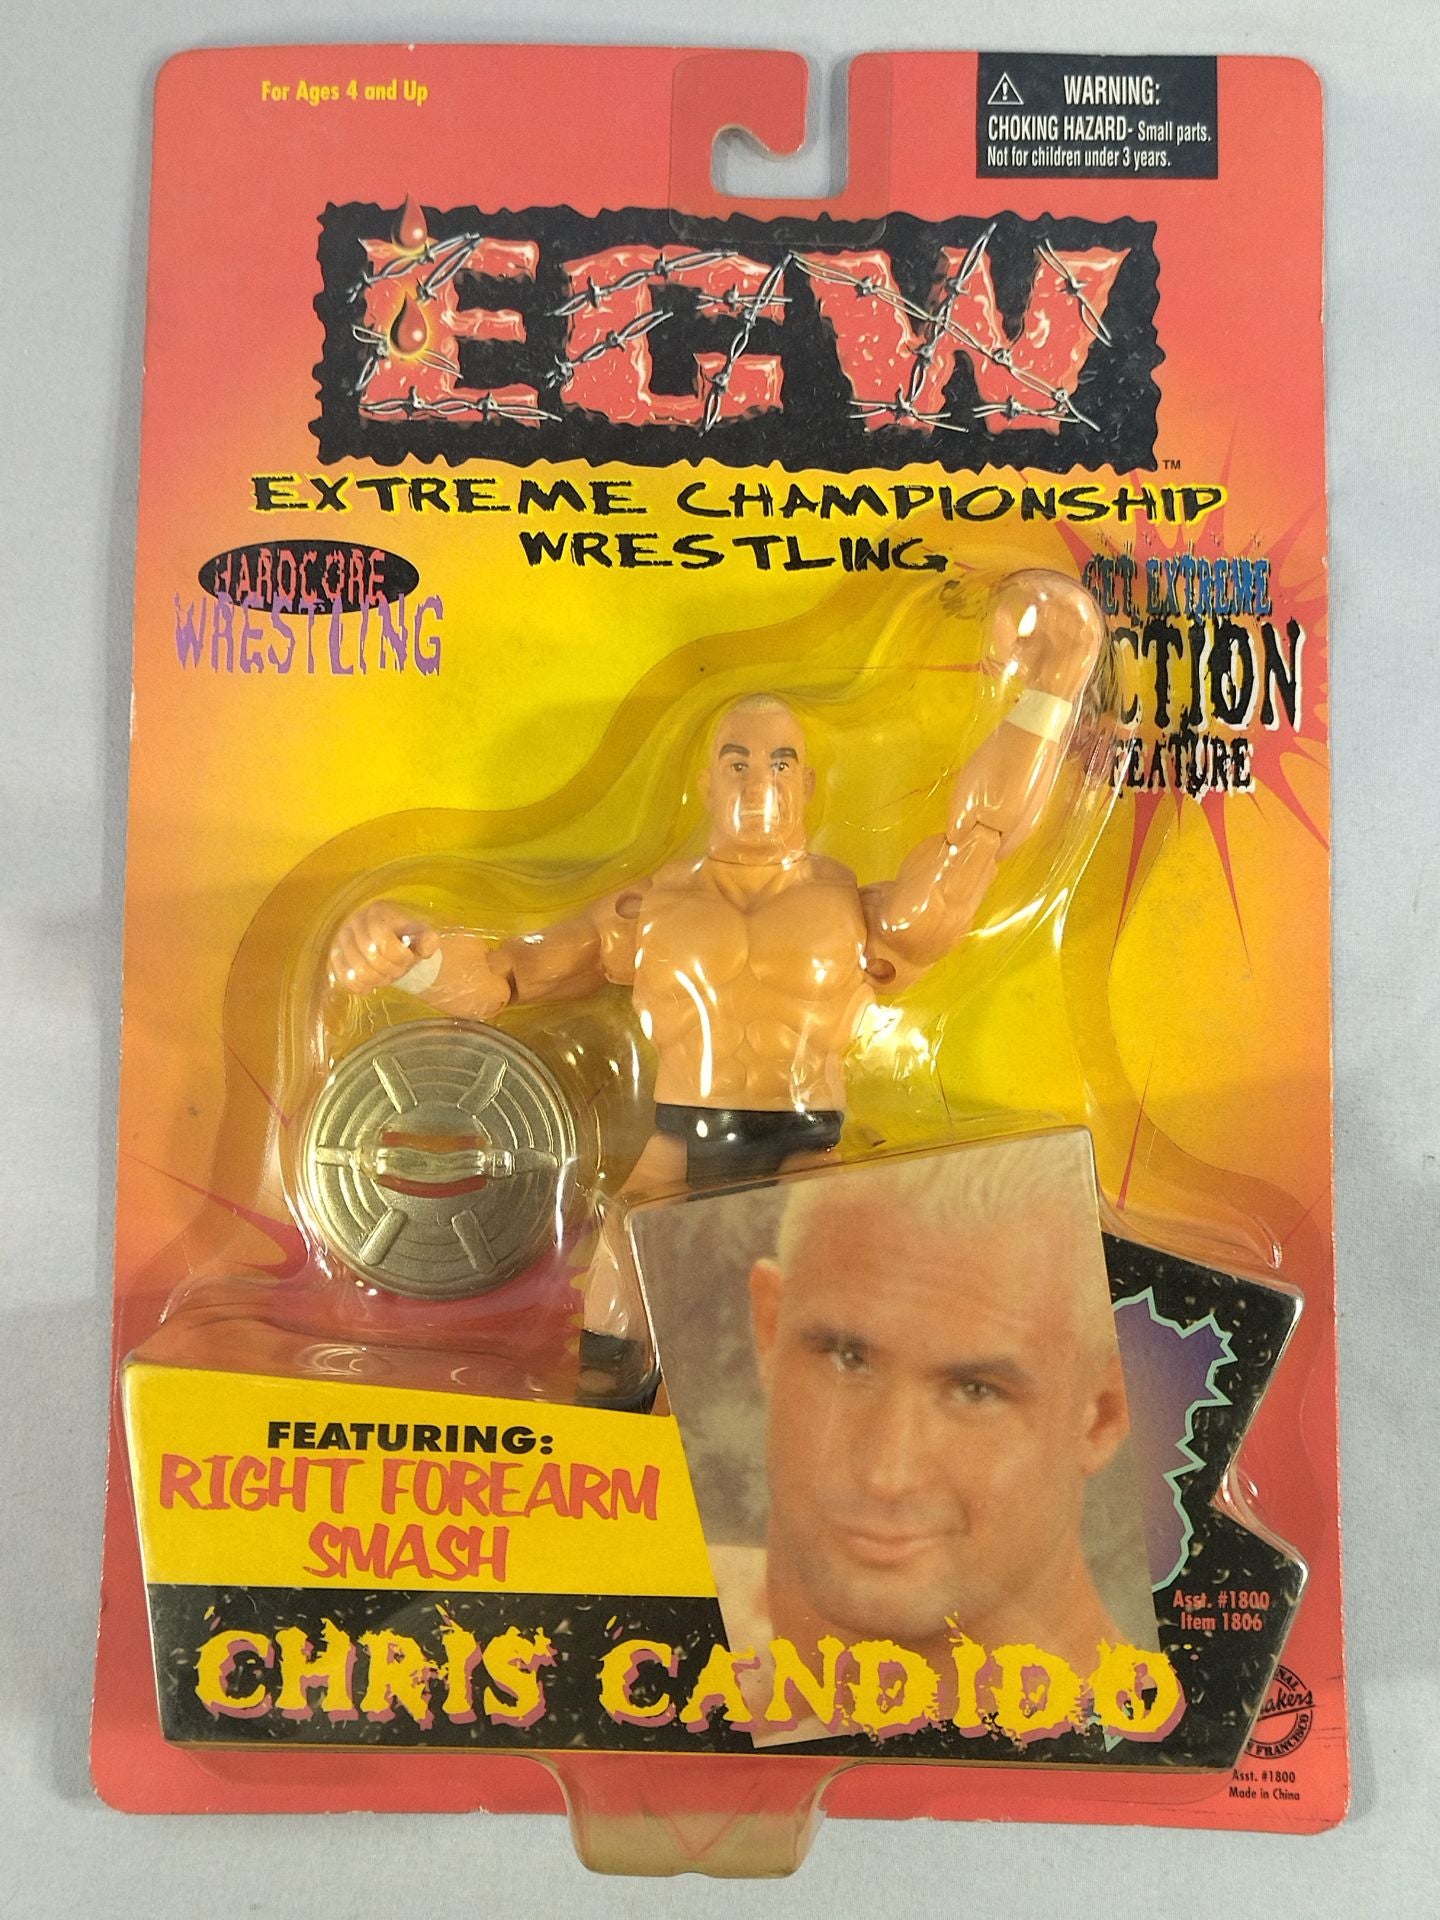 For Ages 4 and Up
WARNING:
CHOKING HAZARD- Small parts.
Not for children under 3 years.
ECW
TM
EXTREME CHAMPIONSHIP
WRESTLING
HARDCORE
WRESTLING
EXTREME
FEATURE
FEATURING:
RIGHT FOREARM
SMASH
CHRIS CANDIDO
Asst. #1800
Item 1806
FRANCISCO
Asst. #1800
Made in China